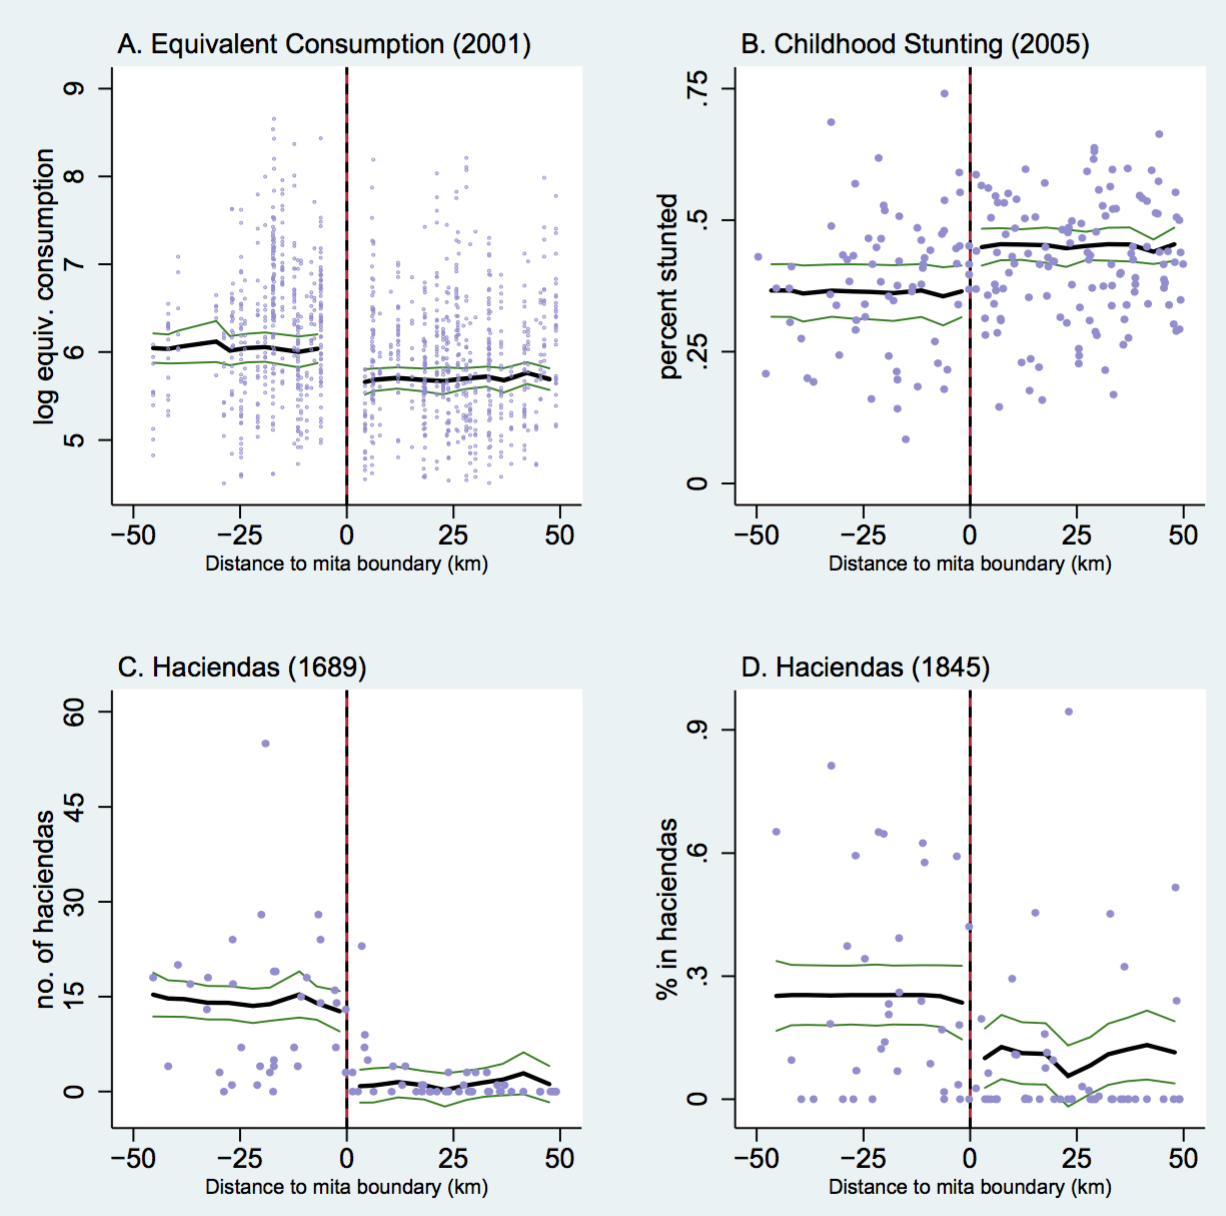 A. Equivalent Consumption (2001)
log equiv. consumption
9
8
7
6
5
−50 −25 0 25 50
Distance to mita boundary (km)
B. Childhood Stunting (2005)
percent stunted
.75
.5
.25
0
−50 −25 0 25 50
Distance to mita boundary (km)
C. Haciendas (1689)
no. of haciendas
60
45
30
15
0
−50 −25 0 25 50
Distance to mita boundary (km)
D. Haciendas (1845)
% in haciendas
.9
.6
.3
0
−50 −25 0 25 50
Distance to mita boundary (km)